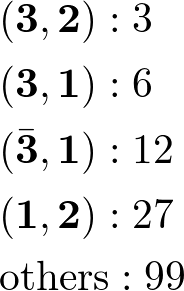 (3, 2) : 3
(3, 1) : 6
(3̄, 1) : 12
(1, 2) : 27
others : 99